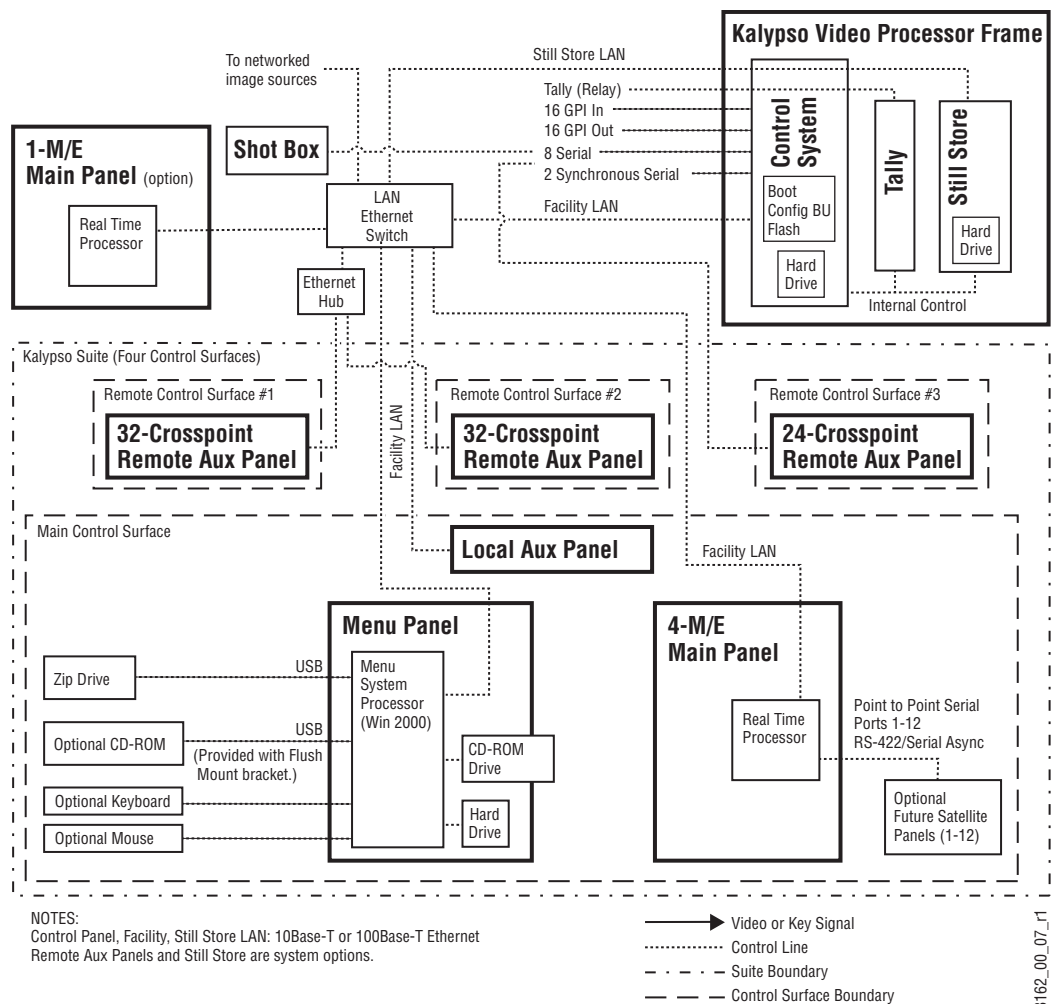 Kalypso Video Processor Frame
To networked
image sources
Still Store LAN
Tally (Relay)
16 GPI In
16 GPI Out
8 Serial
2 Synchronous Serial
Control
System
Tally
Still Store
Boot
Config BU
Flash
Hard
Drive
Hard
Drive
Internal Control
1-M/E
Main Panel (option)
Real Time
Processor
Shot Box
LAN
Ethernet
Switch
Facility LAN
Ethernet
Hub
Kalypso Suite (Four Control Surfaces)
Remote Control Surface #1
32-Crosspoint
Remote Aux Panel
Facility LAN
Remote Control Surface #2
32-Crosspoint
Remote Aux Panel
Remote Control Surface #3
24-Crosspoint
Remote Aux Panel
Main Control Surface
Local Aux Panel
Facility LAN
Menu Panel
Zip Drive
USB
Menu
System
Processor
(Win 2000)
Optional CD-ROM
USB
(Provided with Flush
Mount bracket.)
CD-ROM
Drive
Optional Keyboard
Optional Mouse
Hard
Drive
4-M/E
Main Panel
Real Time
Processor
Point to Point Serial
Ports 1-12
RS-422/Serial Async
Optional
Future Satellite
Panels (1-12)
NOTES:
Control Panel, Facility, Still Store LAN: 10Base-T or 100Base-T Ethernet
Remote Aux Panels and Still Store are system options.
Video or Key Signal
Control Line
Suite Boundary
Control Surface Boundary